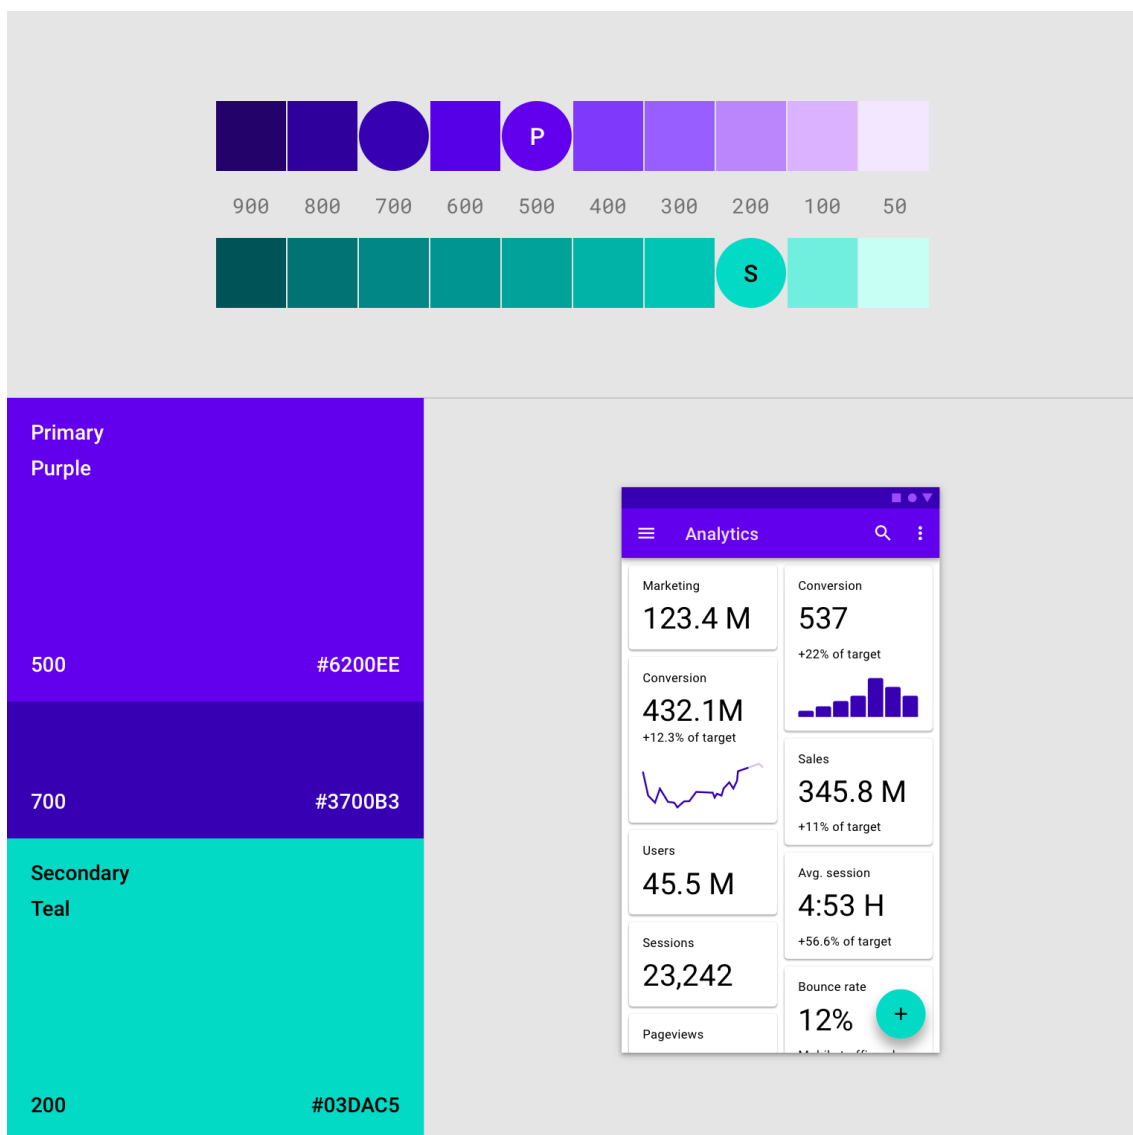 P
900 800 700 600 500 400 300 200 100 50
S
Primary
Purple
500 #6200EE
700 #3700B3
Secondary
Teal
200 #03DAC5
Analytics
Marketing
123.4 M
Conversion
432.1M
+12.3% of target
Users
45.5 M
Sessions
23,242
Pageviews
Conversion
537
+22% of target
Sales
345.8 M
+11% of target
Avg. session
4:53 H
+56.6% of target
Bounce rate
12%
+